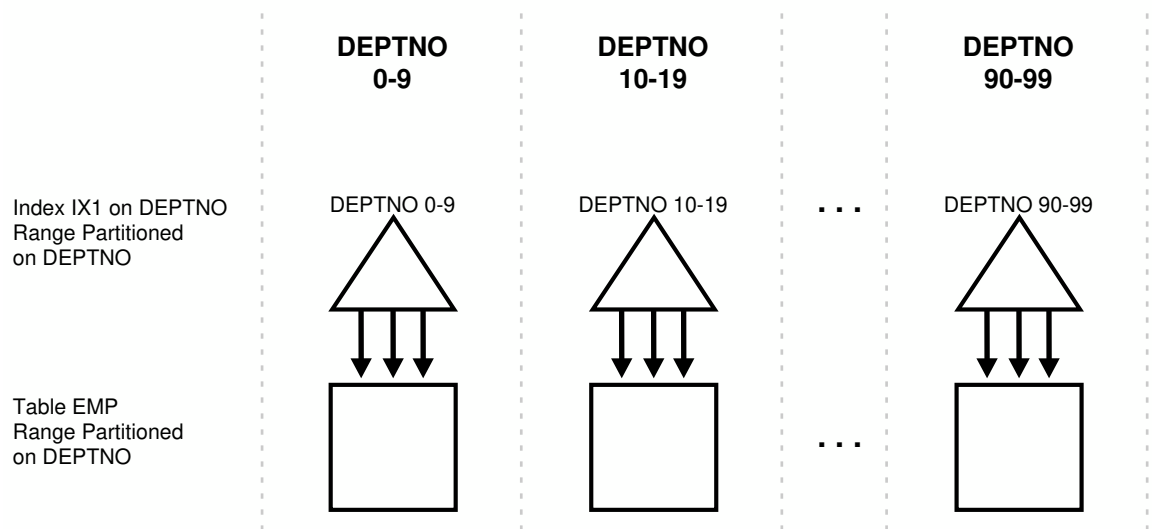 DEPTNO
0-9
DEPTNO
10-19
DEPTNO
90-99
Index IX1 on DEPTNO
Range Partitioned
on DEPTNO
DEPTNO 0-9
DEPTNO 10-19
. . .
DEPTNO 90-99
Table EMP
Range Partitioned
on DEPTNO
. . .